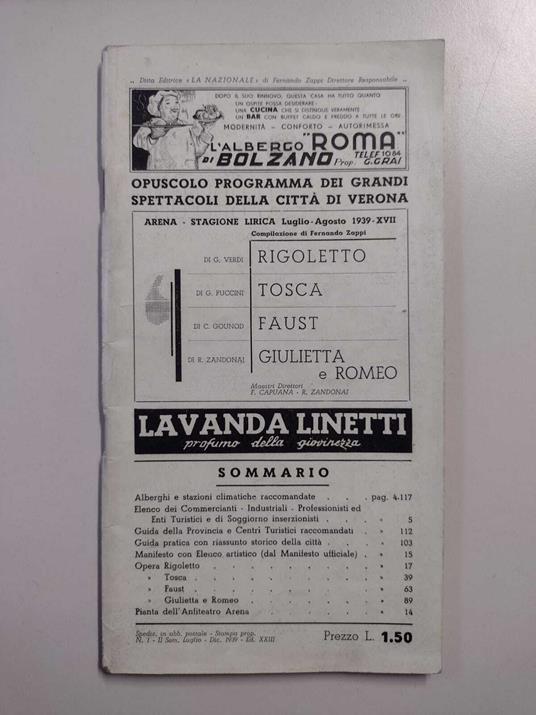 „ Ditta Editrice « LA NAZIONALE » di Fernando Zappi Direttore Responsabile „
DOPO IL SUO RINNOVO, QUESTA CASA HA TUTTO QUANTO
UN OSPITE POSSA DESIDERARE:
UNA CUCINA CHE SI DISTINGUE VERAMENTE
UN BAR CON BUFFET CALDO E FREDDO A TUTTE LE ORE
MODERNITÀ - CONFORTO - AUTORIMESSA
L'ALBERGO "ROMA"
DI BOLZANO Prop. TELEF 1084
G. GRAI
OPUSCOLO PROGRAMMA DEI GRANDI
SPETTACOLI DELLA CITTÀ DI VERONA
ARENA - STAGIONE LIRICA Luglio-Agosto 1939-XVII
Compilazione di Fernando Zappi
DI G. VERDI RIGOLETTO
DI G. PUCCINI TOSCA
DI C. GOUNOD FAUST
DI R. ZANDONAI GIULIETTA
e ROMEO
Maestri Direttori
F. CAPUANA - R. ZANDONAI
LAVANDA LINETTI
profumo della giovinezza
SOMMARIO
Alberghi e stazioni climatiche raccomandate . . . pag. 4-117
Elenco dei Commercianti - Industriali - Professionisti ed
Enti Turistici e di Soggiorno inserzionisti . . » 5
Guida della Provincia e Centri Turistici raccomandati . » 112
Guida pratica con riassunto storico della città . . . » 103
Manifesto con Elenco artistico (dal Manifesto ufficiale) . » 15
Opera Rigoletto . . . . . . . . . » 17
» Tosca . . . . . . . . . . » 39
» Faust . . . . . . . . . . » 63
» Giulietta e Romeo . . . . . . . » 89
Pianta dell'Anfiteatro Arena . . . . . . » 14
Spediz. in abb. postale - Stampa prop.
N. 1 - II Sem. Luglio - Dic. 1939 - Ed. XXIII
Prezzo L. 1.50